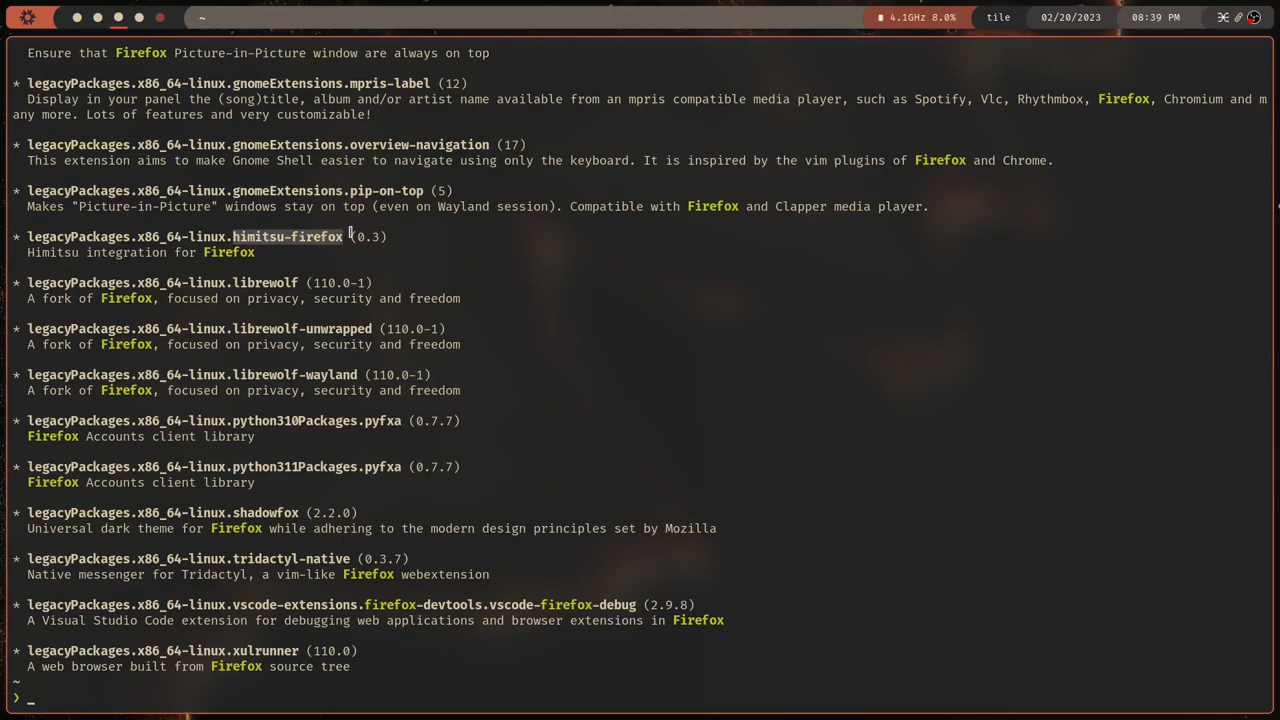 ~
4.1GHz 8.0%
tile
02/20/2023
08:39 PM
Ensure that Firefox Picture-in-Picture window are always on top
* legacyPackages.x86_64-linux.gnomeExtensions.mpris-label (12)
Display in your panel the (song)title, album and/or artist name available from an mpris compatible media player, such as Spotify, Vlc, Rhythmbox, Firefox, Chromium and m
any more. Lots of features and very customizable!
* legacyPackages.x86_64-linux.gnomeExtensions.overview-navigation (17)
This extension aims to make Gnome Shell easier to navigate using only the keyboard. It is inspired by the vim plugins of Firefox and Chrome.
* legacyPackages.x86_64-linux.gnomeExtensions.pip-on-top (5)
Makes "Picture-in-Picture" windows stay on top (even on Wayland session). Compatible with Firefox and Clapper media player.
* legacyPackages.x86_64-linux.himitsu-firefox (0.3)
Himitsu integration for Firefox
* legacyPackages.x86_64-linux.librewolf (110.0-1)
A fork of Firefox, focused on privacy, security and freedom
* legacyPackages.x86_64-linux.librewolf-unwrapped (110.0-1)
A fork of Firefox, focused on privacy, security and freedom
* legacyPackages.x86_64-linux.librewolf-wayland (110.0-1)
A fork of Firefox, focused on privacy, security and freedom
* legacyPackages.x86_64-linux.python310Packages.pyfxa (0.7.7)
Firefox Accounts client library
* legacyPackages.x86_64-linux.python311Packages.pyfxa (0.7.7)
Firefox Accounts client library
* legacyPackages.x86_64-linux.shadowfox (2.2.0)
Universal dark theme for Firefox while adhering to the modern design principles set by Mozilla
* legacyPackages.x86_64-linux.tridactyl-native (0.3.7)
Native messenger for Tridactyl, a vim-like Firefox webextension
* legacyPackages.x86_64-linux.vscode-extensions.firefox-devtools.vscode-firefox-debug (2.9.8)
A Visual Studio Code extension for debugging web applications and browser extensions in Firefox
* legacyPackages.x86_64-linux.xulrunner (110.0)
A web browser built from Firefox source tree
~
❯ _